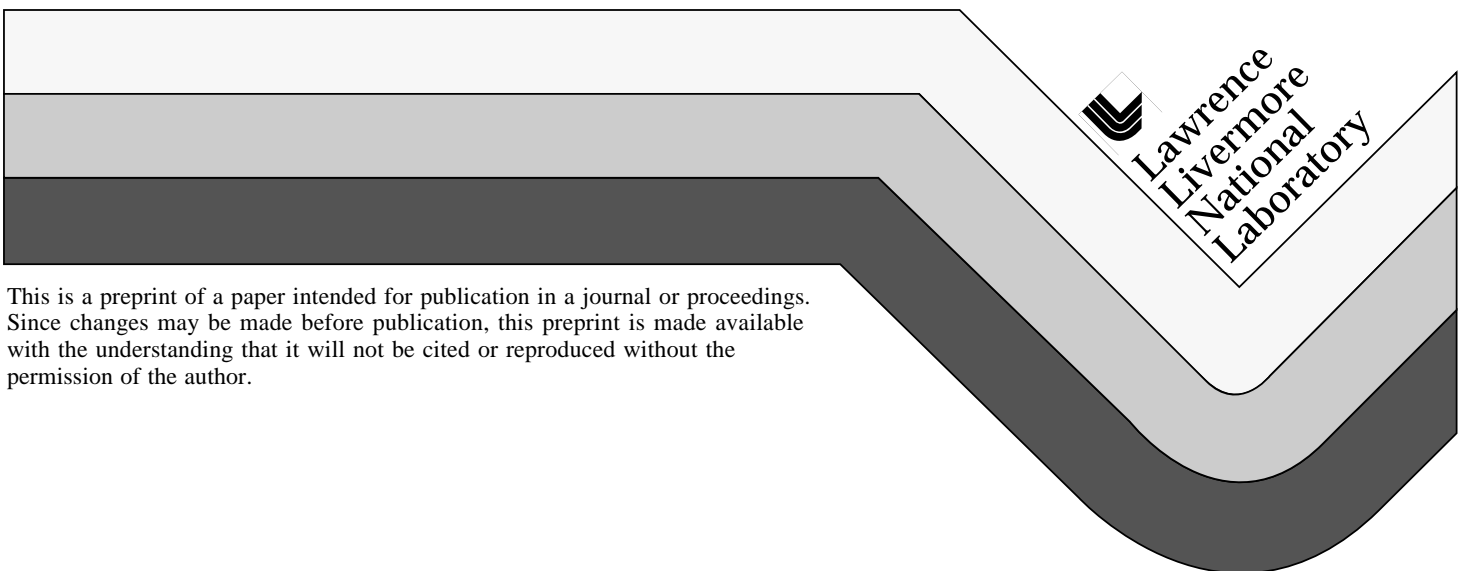 Lawrence
Livermore
National
Laboratory
This is a preprint of a paper intended for publication in a journal or proceedings.
Since changes may be made before publication, this preprint is made available
with the understanding that it will not be cited or reproduced without the
permission of the author.